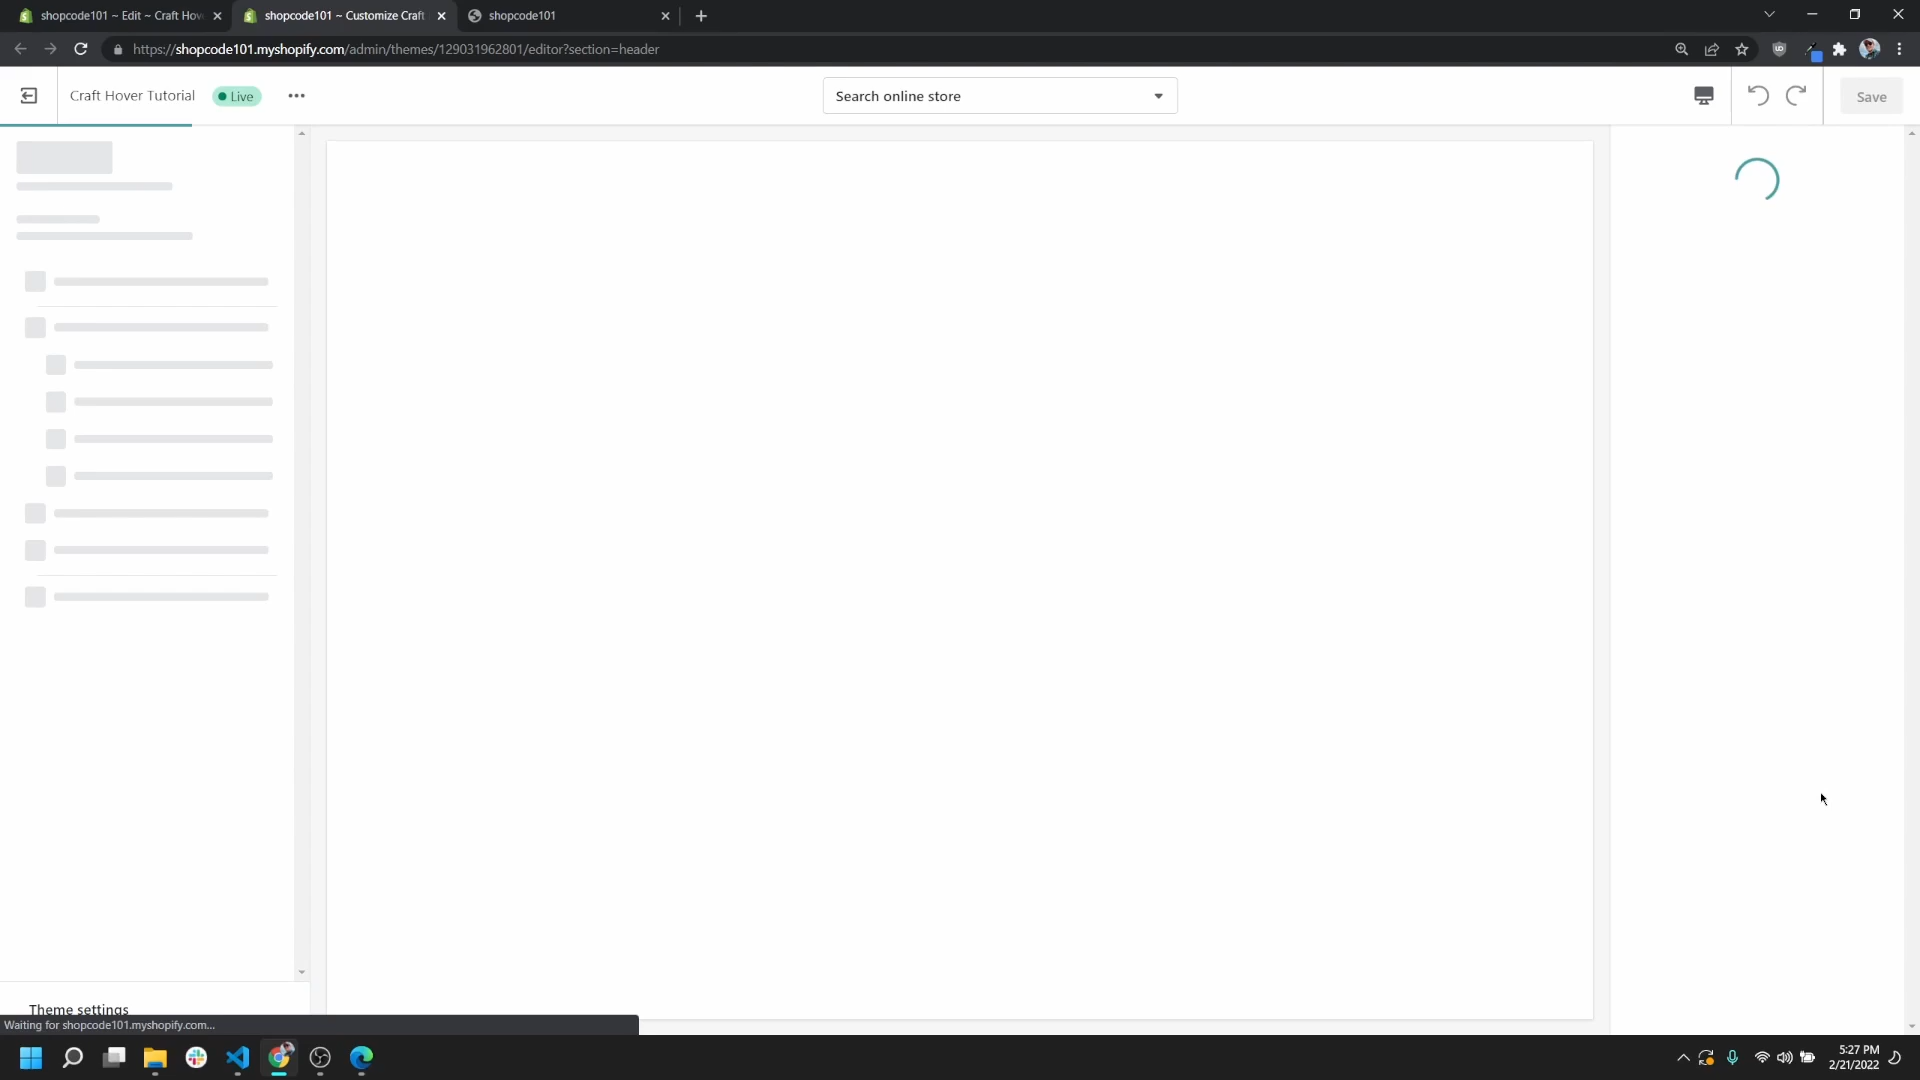 shopcode101 ~ Edit ~ Craft Hov
shopcode101 ~ Customize Craft
shopcode101
https://shopcode101.myshopify.com/admin/themes/129031962801/editor?section=header
Craft Hover Tutorial
Live
Search online store
Save
Theme settings
Waiting for shopcode101.myshopify.com...
5:27 PM
2/21/2022